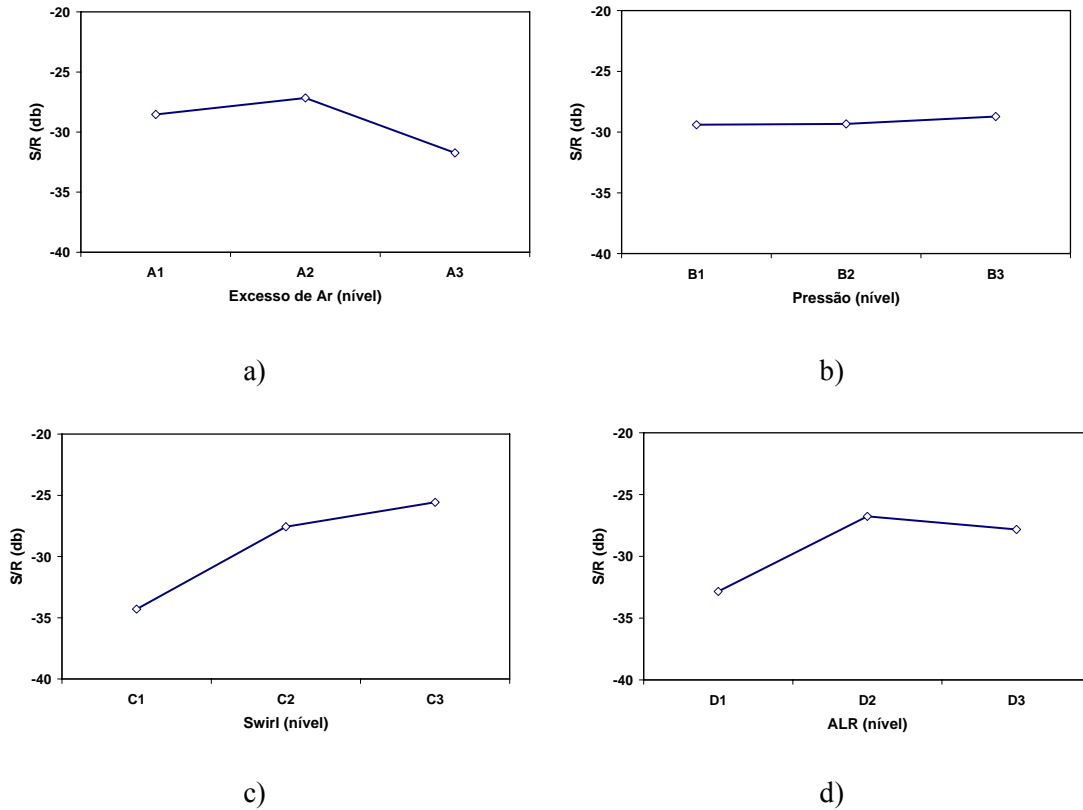 -20
-25
-30
-35
-40
S/R (db)
A1 A2 A3
Excesso de Ar (nível)
a)
-20
-25
-30
-35
-40
S/R (db)
B1 B2 B3
Pressão (nível)
b)
-20
-25
-30
-35
-40
S/R (db)
C1 C2 C3
Swirl (nível)
c)
-20
-25
-30
-35
-40
S/R (db)
D1 D2 D3
ALR (nível)
d)